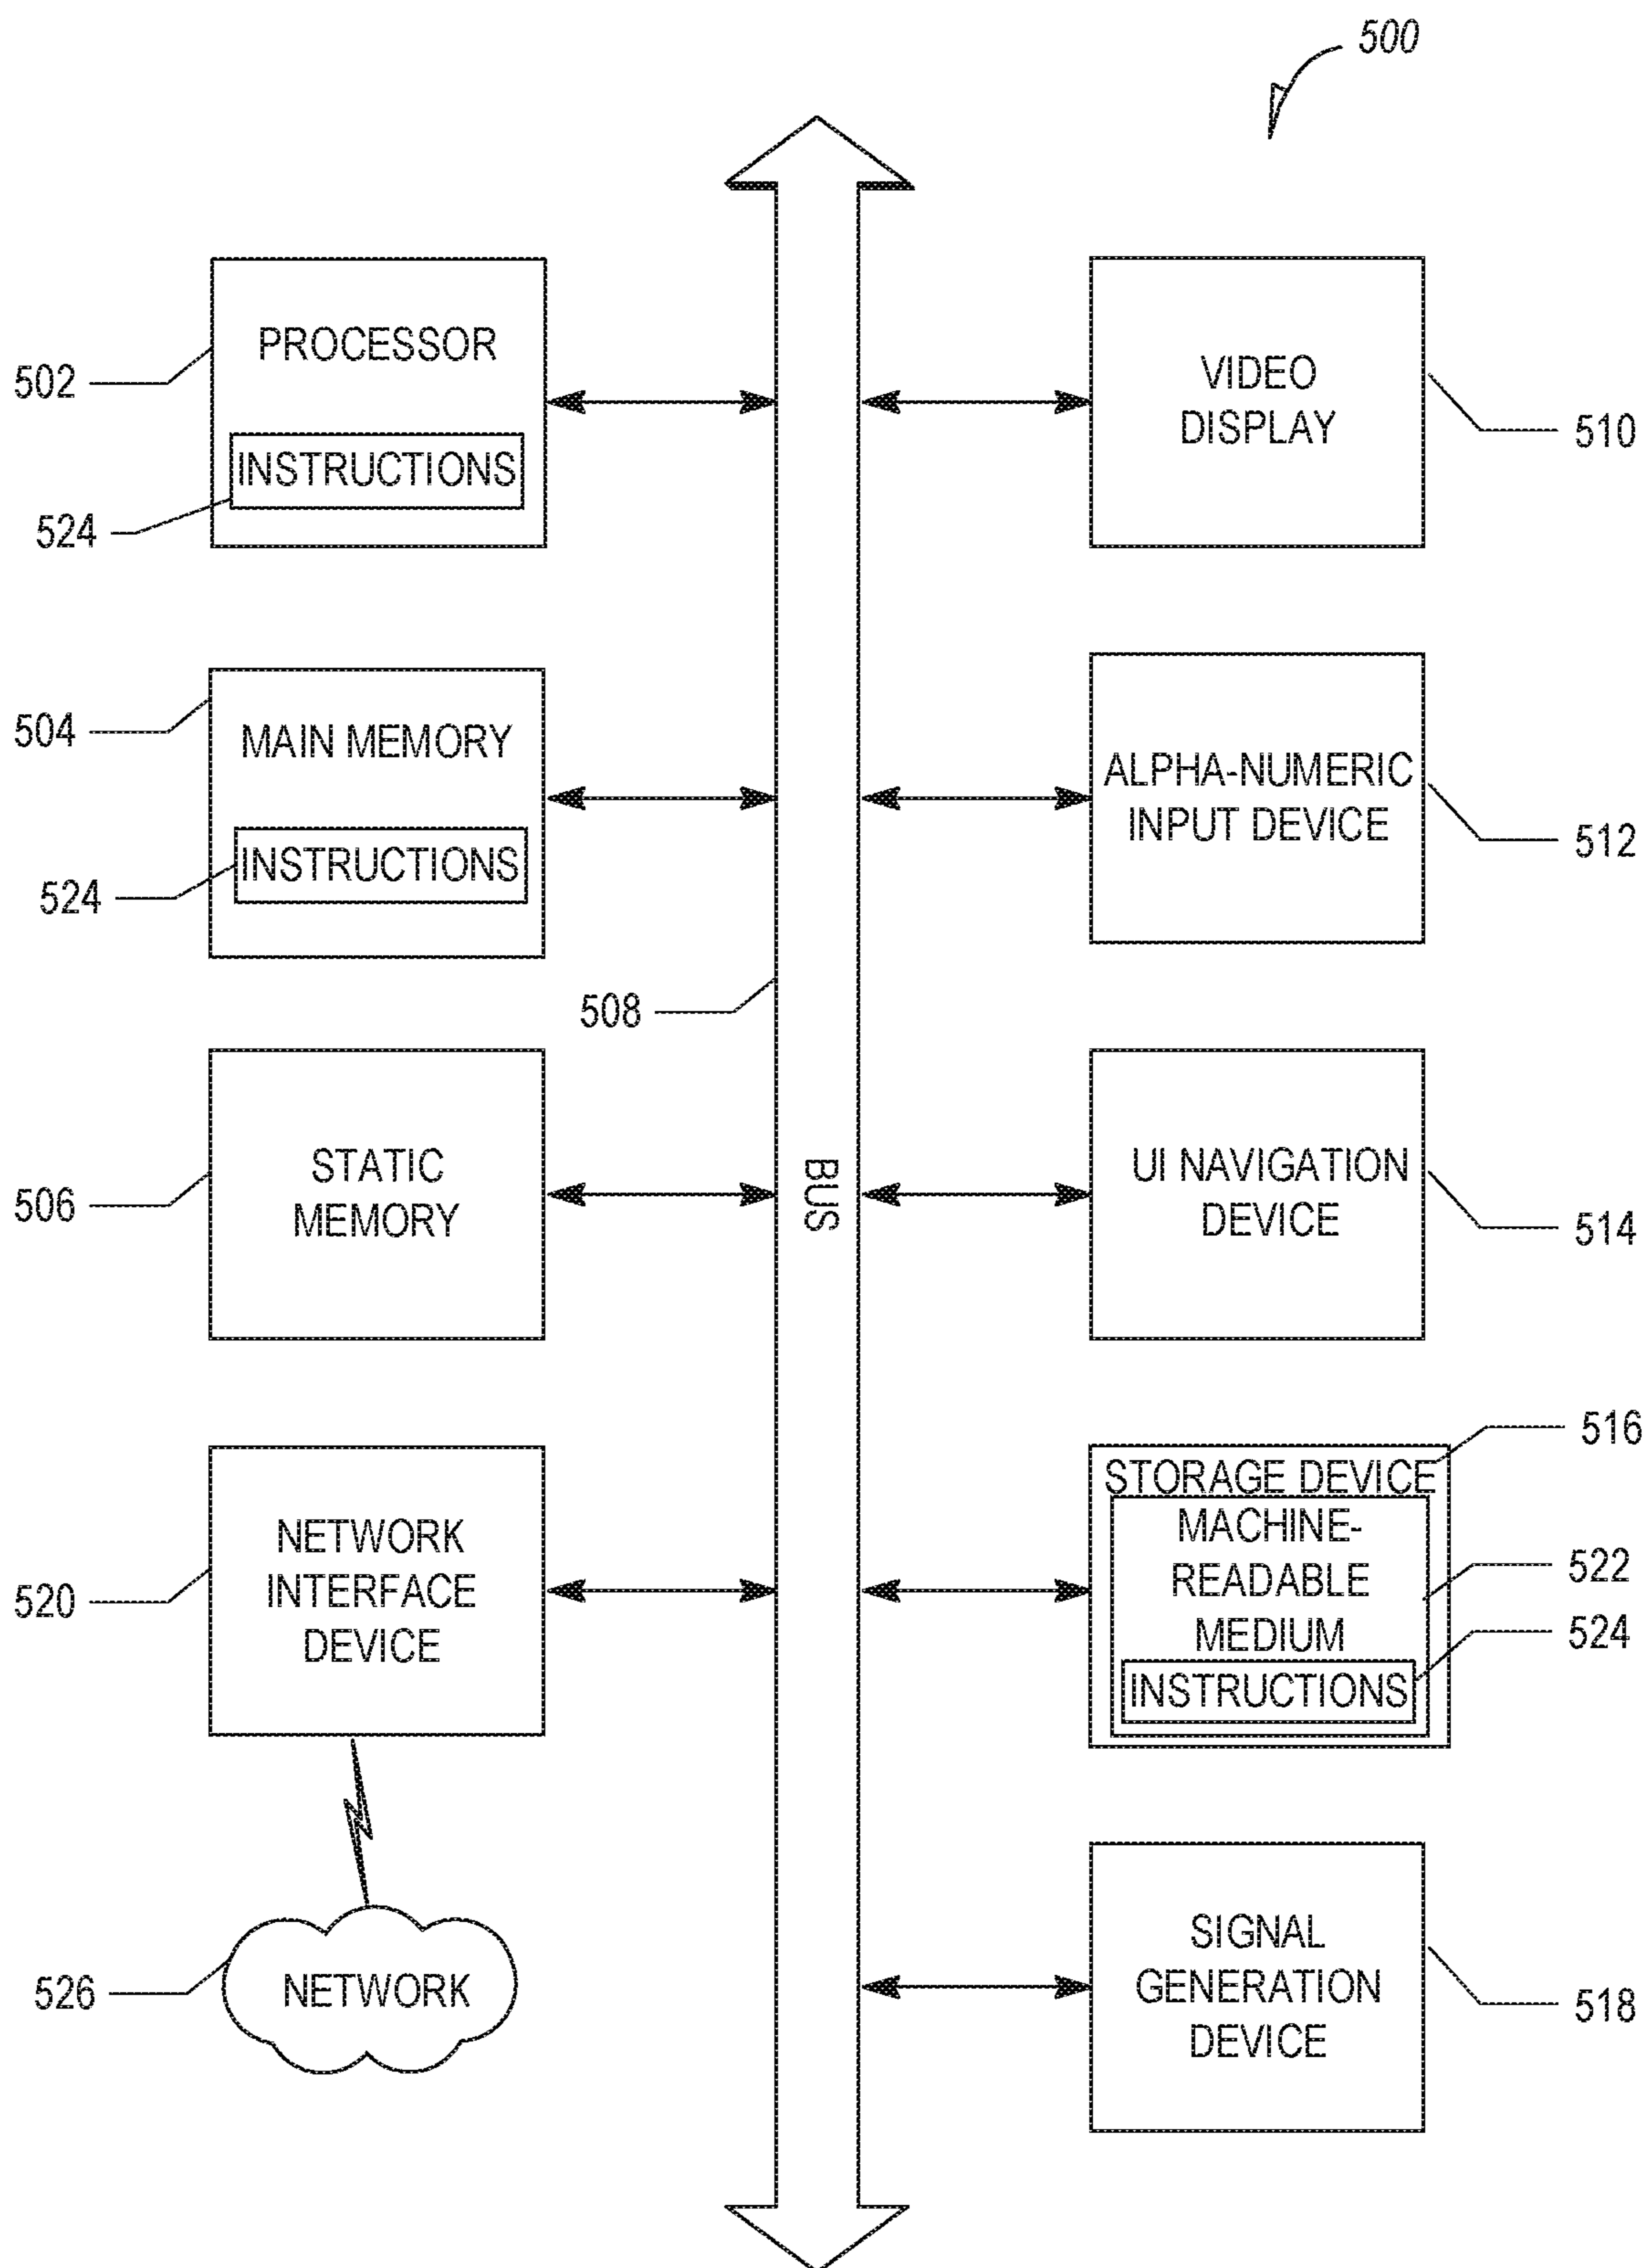 500
PROCESSOR
502
INSTRUCTIONS
524
VIDEO
DISPLAY
510
MAIN MEMORY
504
INSTRUCTIONS
524
ALPHA-NUMERIC
INPUT DEVICE
512
508
BUS
STATIC
MEMORY
506
UI NAVIGATION
DEVICE
514
NETWORK
INTERFACE
DEVICE
520
516
STORAGE DEVICE
MACHINE-
READABLE
MEDIUM
522
524
INSTRUCTIONS
526
NETWORK
SIGNAL
GENERATION
DEVICE
518